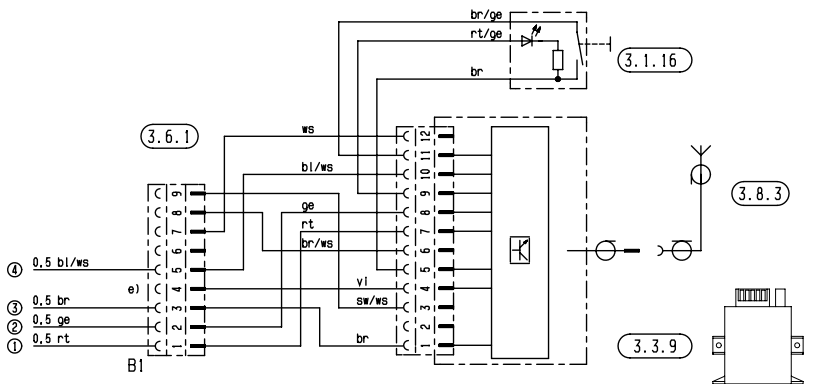 br/ge
rt/ge
br
3.1.16
3.6.1
ws
12
11
bl/ws
10
9
9
8
ge
8
3.8.3
7
rt
7
6
br/ws
6
④ 0.5 bl/ws
5
5
e)
4
vi
4
③ 0.5 br
3
sw/ws
3
② 0.5 ge
2
2
① 0.5 rt
1
br
1
3.3.9
B1